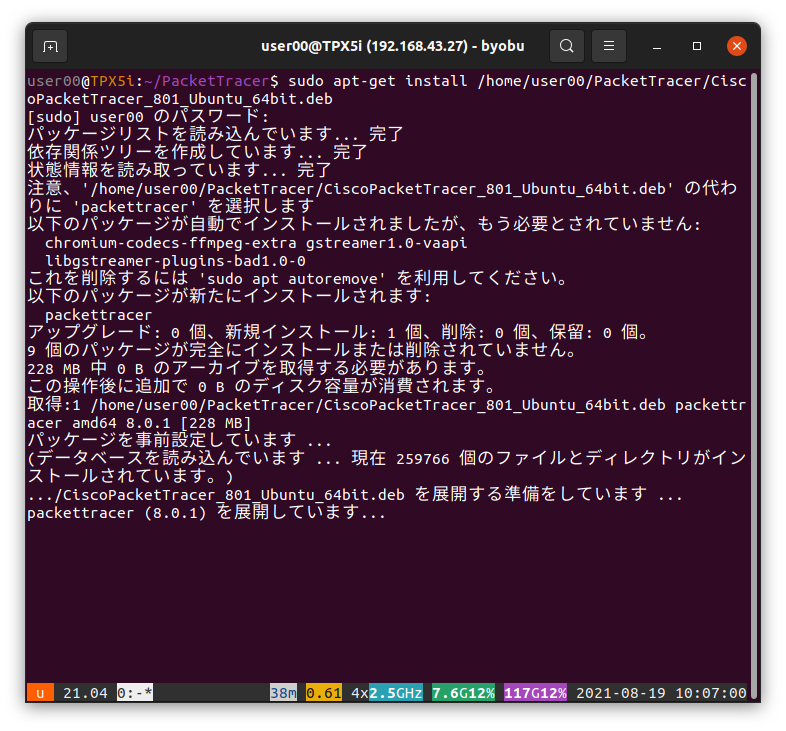 user00@TPX5i (192.168.43.27) - byobu
user00@TPX5i:~/PacketTracer$ sudo apt-get install /home/user00/PacketTracer/Cisc
oPacketTracer_801_Ubuntu_64bit.deb
[sudo] user00 のパスワード:
パッケージリストを読み込んでいます... 完了
依存関係ツリーを作成しています... 完了
状態情報を読み取っています... 完了
注意、'/home/user00/PacketTracer/CiscoPacketTracer_801_Ubuntu_64bit.deb' の代わ
りに 'packettracer' を選択します
以下のパッケージが自動でインストールされましたが、もう必要とされていません:
  chromium-codecs-ffmpeg-extra gstreamer1.0-vaapi
  libgstreamer-plugins-bad1.0-0
これを削除するには 'sudo apt autoremove' を利用してください。
以下のパッケージが新たにインストールされます:
  packettracer
アップグレード: 0 個、新規インストール: 1 個、削除: 0 個、保留: 0 個。
9 個のパッケージが完全にインストールまたは削除されていません。
228 MB 中 0 B のアーカイブを取得する必要があります。
この操作後に追加で 0 B のディスク容量が消費されます。
取得:1 /home/user00/PacketTracer/CiscoPacketTracer_801_Ubuntu_64bit.deb packettr
acer amd64 8.0.1 [228 MB]
パッケージを事前設定しています ...
(データベースを読み込んでいます ... 現在 259766 個のファイルとディレクトリがイン
ストールされています。)
.../CiscoPacketTracer_801_Ubuntu_64bit.deb を展開する準備をしています ...
packettracer (8.0.1) を展開しています...
u 21.04 0:-* 38m 0.61 4x2.5GHz 7.6G12% 117G12% 2021-08-19 10:07:00